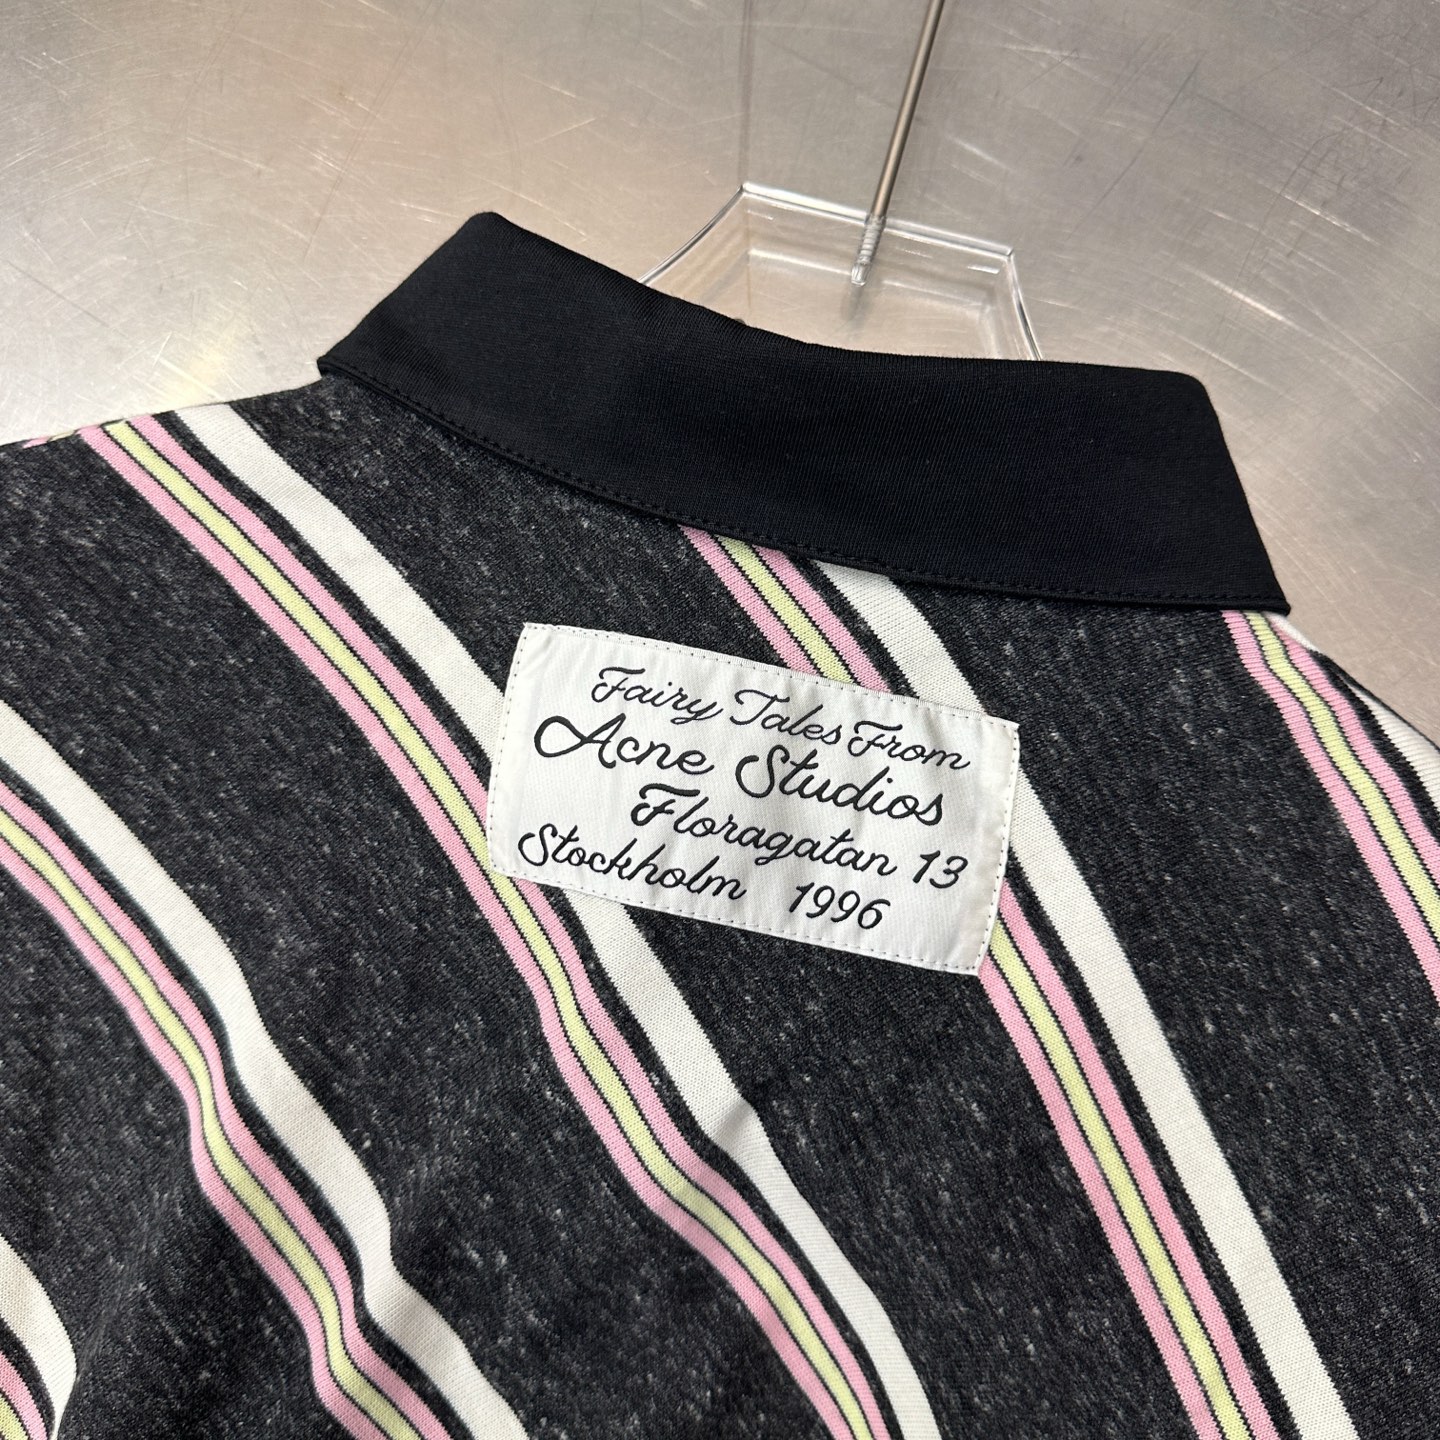 Fairy Tales From
Acne Studios
Floragatan 13
Stockholm 1996